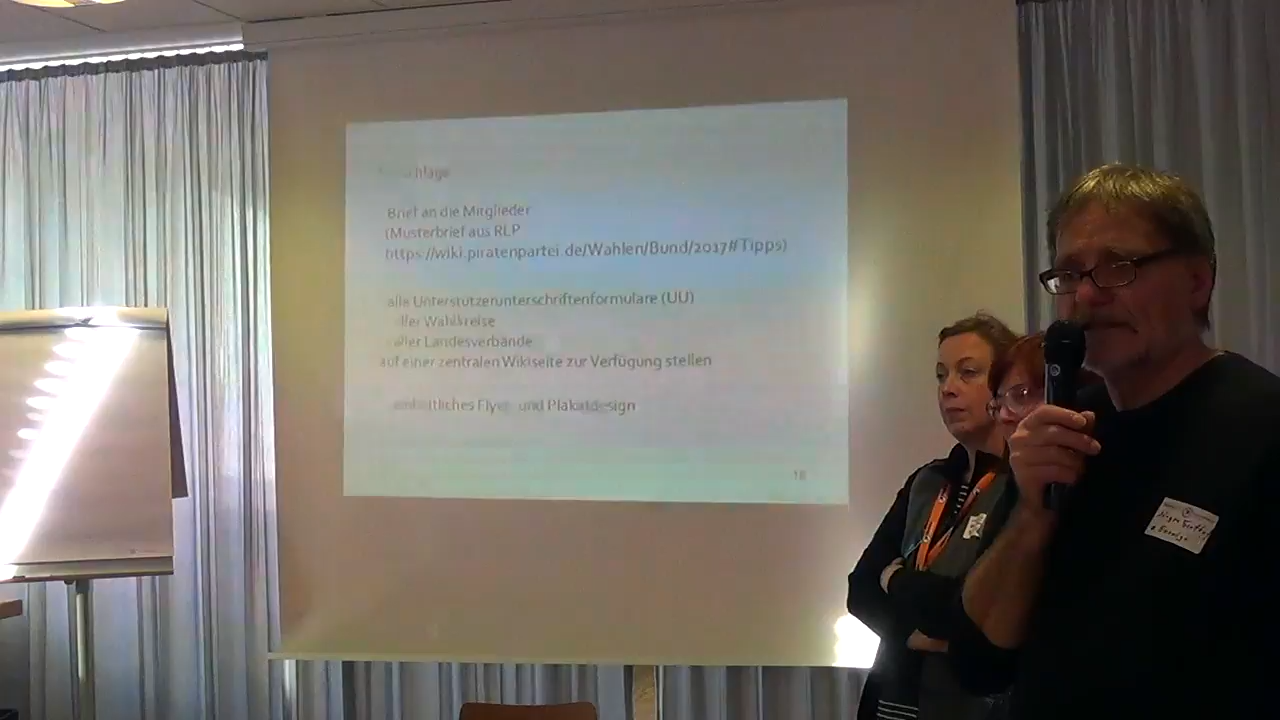 Brief an die Mitglieder
(Musterbrief aus RLP
https://wiki.piratenpartei.de/Wahlen/Bund/2017#Tipps)
alle Unterstützerunterschriftenformulare (UU)
aller Wahlkreise
aller Landesverbände
auf einer zentralen Wikiseite zur Verfügung stellen
einheitliches Flyer- und Plakatdesign
18